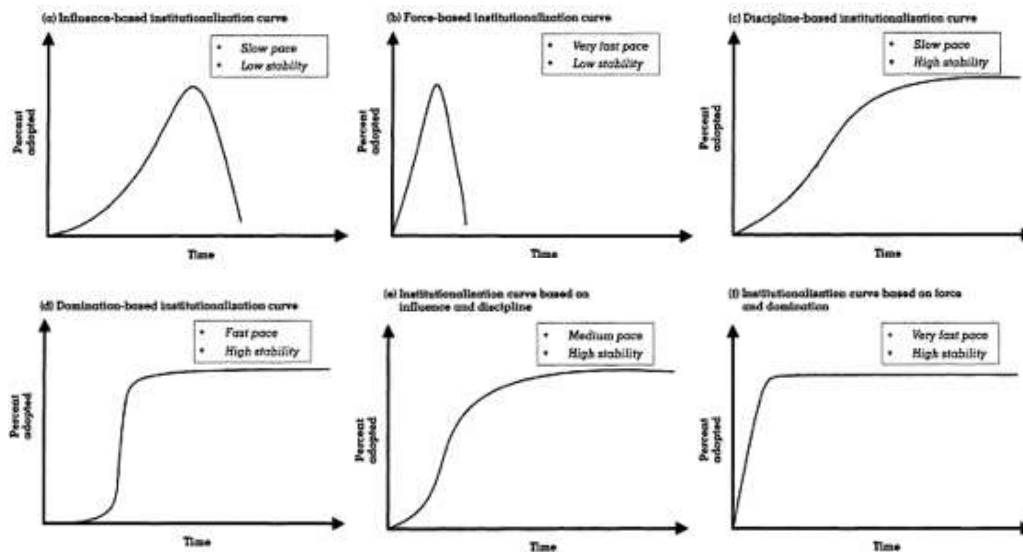 (a) Influence-based institutionalization curve
• Slow pace
• Low stability
Percent
adopted
Time
(b) Force-based institutionalization curve
• Very fast pace
• Low stability
Percent
adopted
Time
(c) Discipline-based institutionalization curve
• Slow pace
• High stability
Percent
adopted
Time
(d) Domination-based institutionalization curve
• Fast pace
• High stability
Percent
adopted
Time
(e) Institutionalization curve based on
influence and discipline
• Medium pace
• High stability
Percent
adopted
Time
(f) Institutionalization curve based on force
and domination
• Very fast pace
• High stability
Percent
adopted
Time